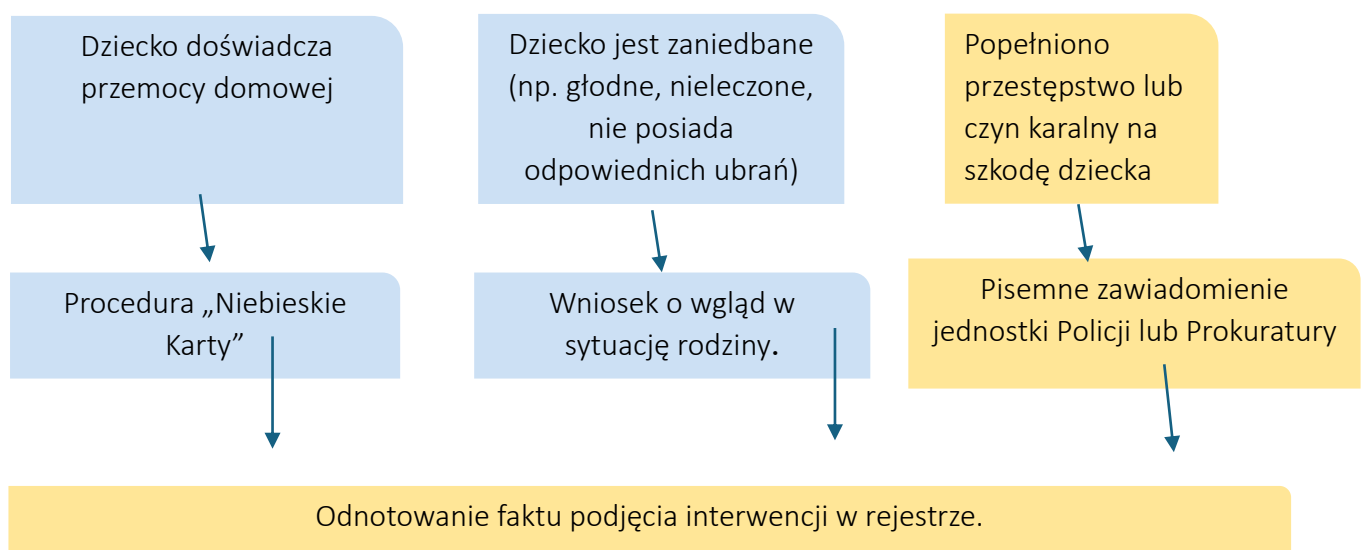 Dziecko doświadcza
przemocy domowej
Dziecko jest zaniedbane
(np. głodne, nieleczone,
nie posiada
odpowiednich ubrań)
Popełniono
przestępstwo lub
czyn karalny na
szkodę dziecka
Procedura „Niebieskie
Karty”
Wniosek o wgląd w
sytuację rodziny.
Pisemne zawiadomienie
jednostki Policji lub Prokuratury
Odnotowanie faktu podjęcia interwencji w rejestrze.